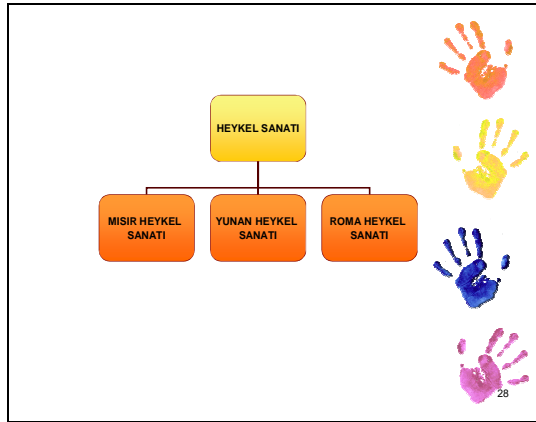 HEYKEL SANATI
MISIR HEYKEL
SANATI
YUNAN HEYKEL
SANATI
ROMA HEYKEL
SANATI
28